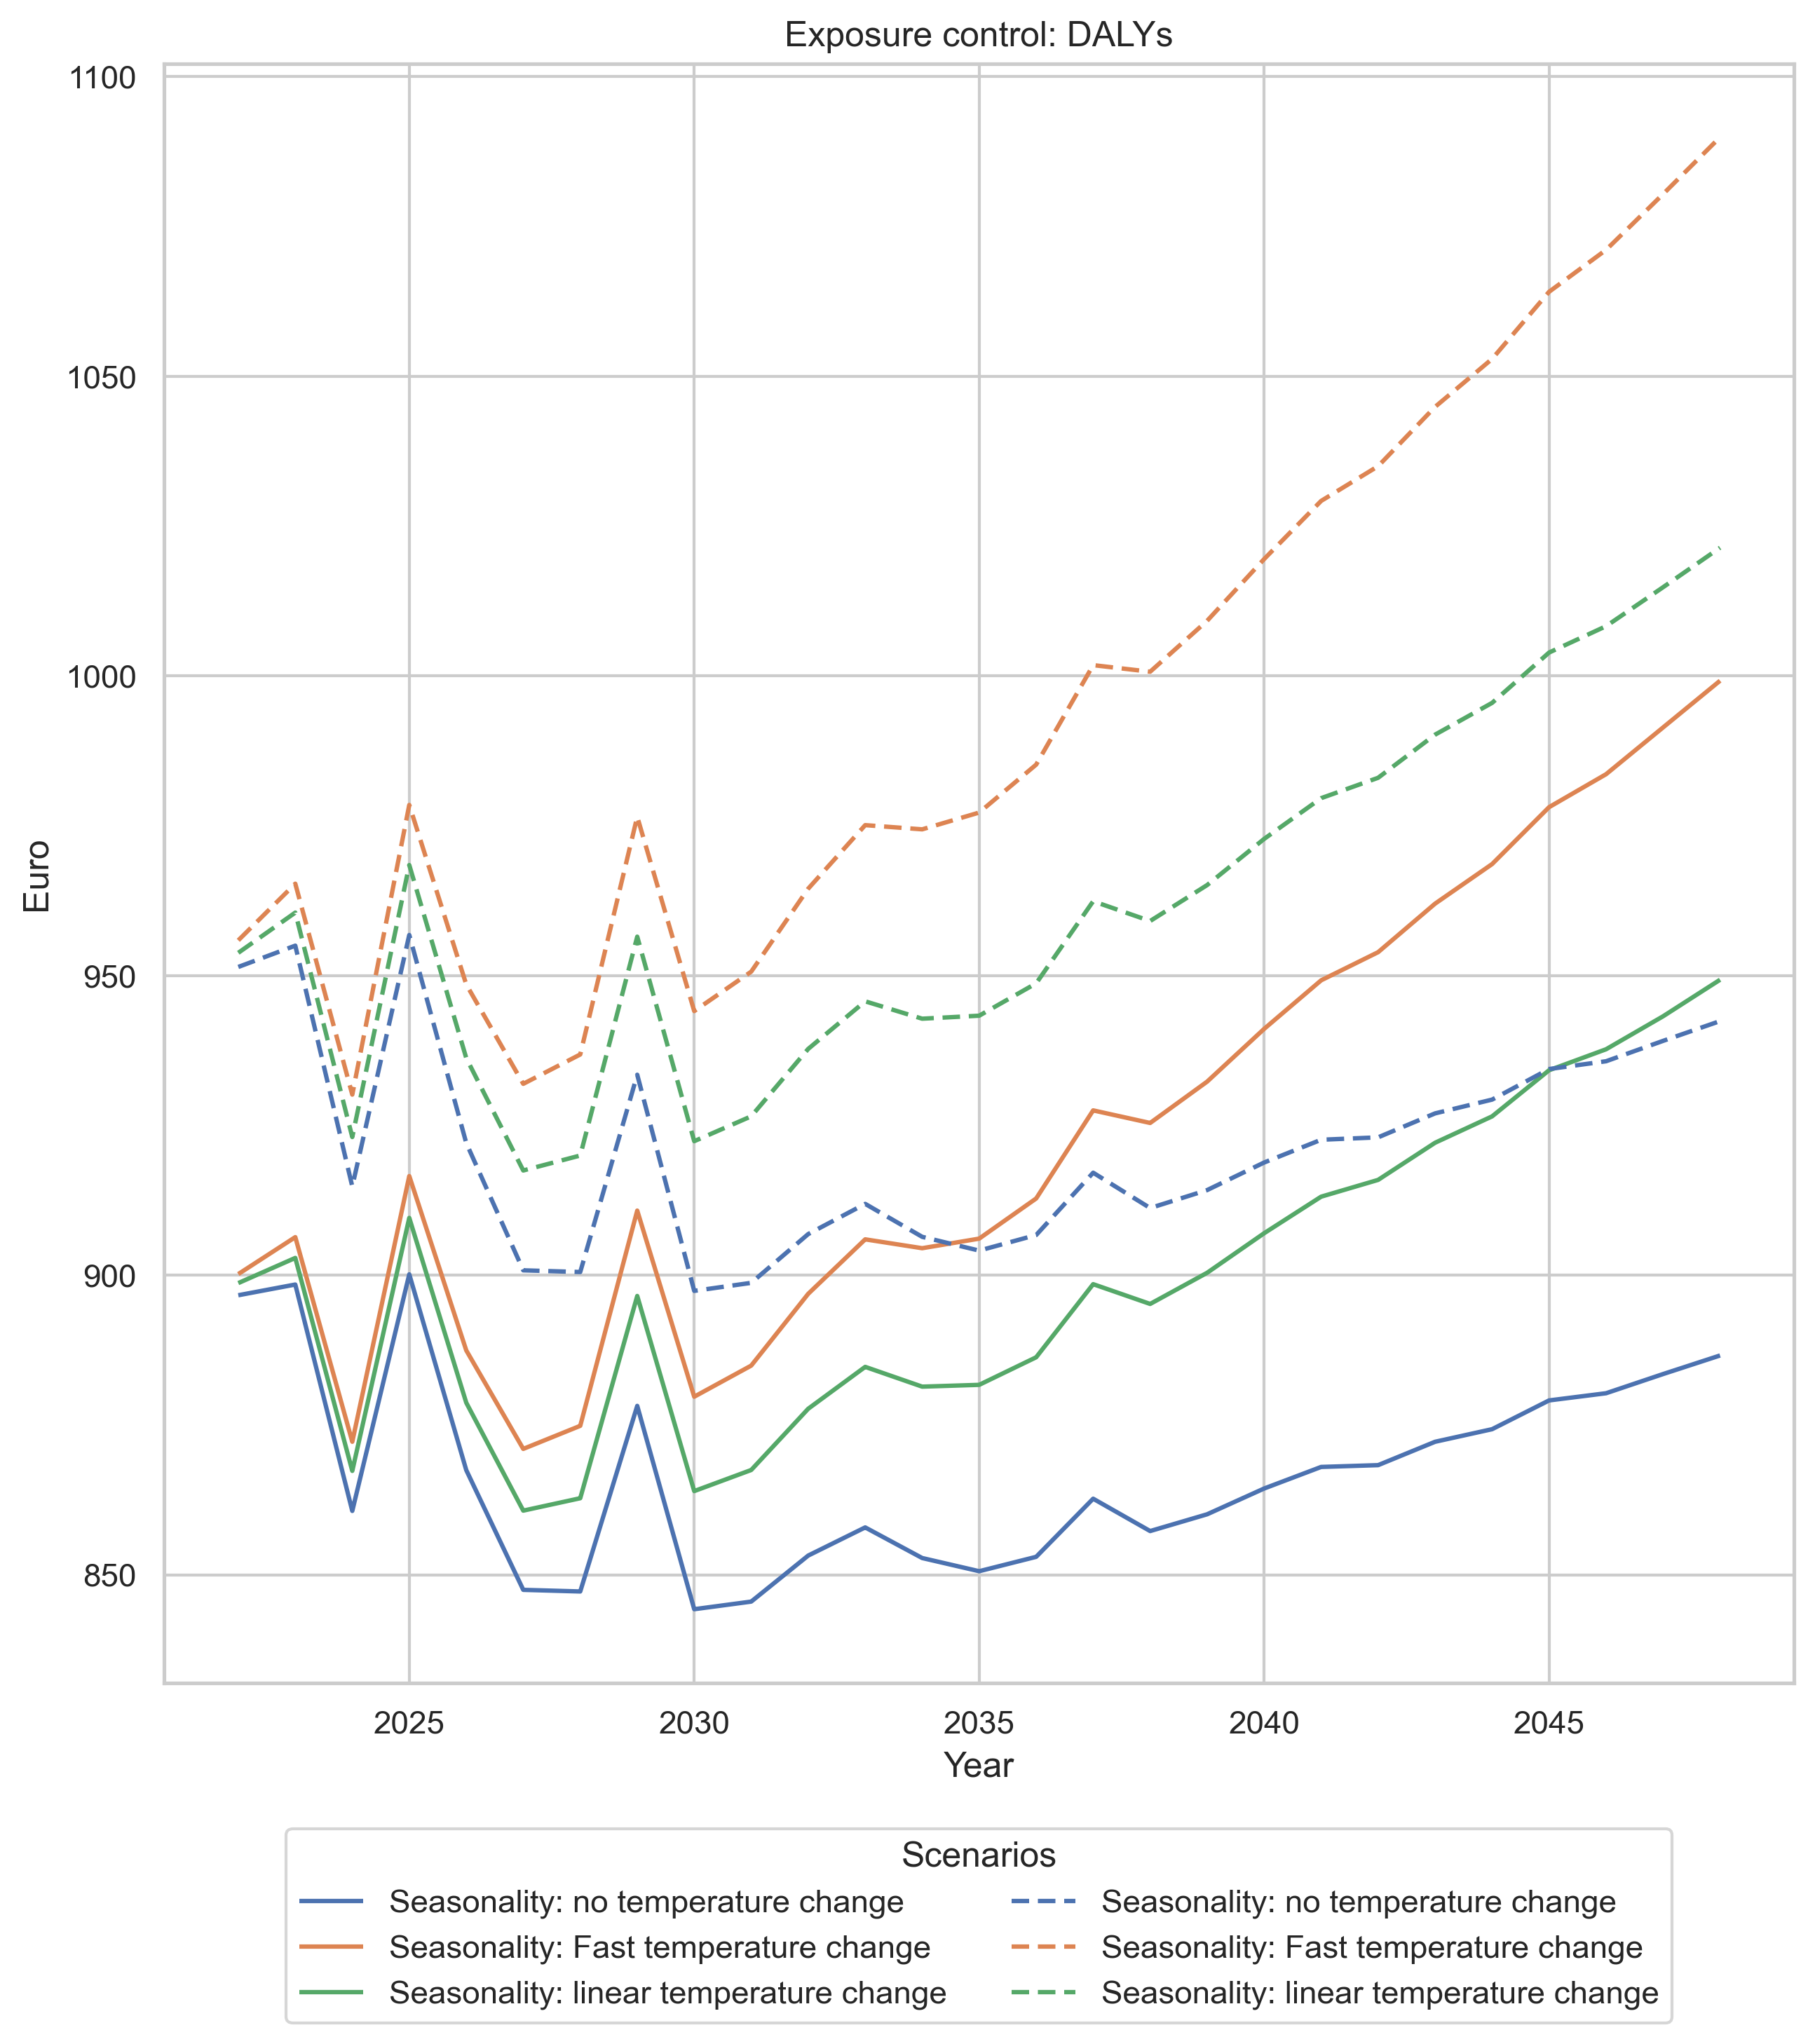 Exposure control: DALYs
1100
1050
1000
950
900
850
Euro
2025 2030 2035 2040 2045
Year
Scenarios
Seasonality: no temperature change Seasonality: no temperature change
Seasonality: Fast temperature change Seasonality: Fast temperature change
Seasonality: linear temperature change Seasonality: linear temperature change